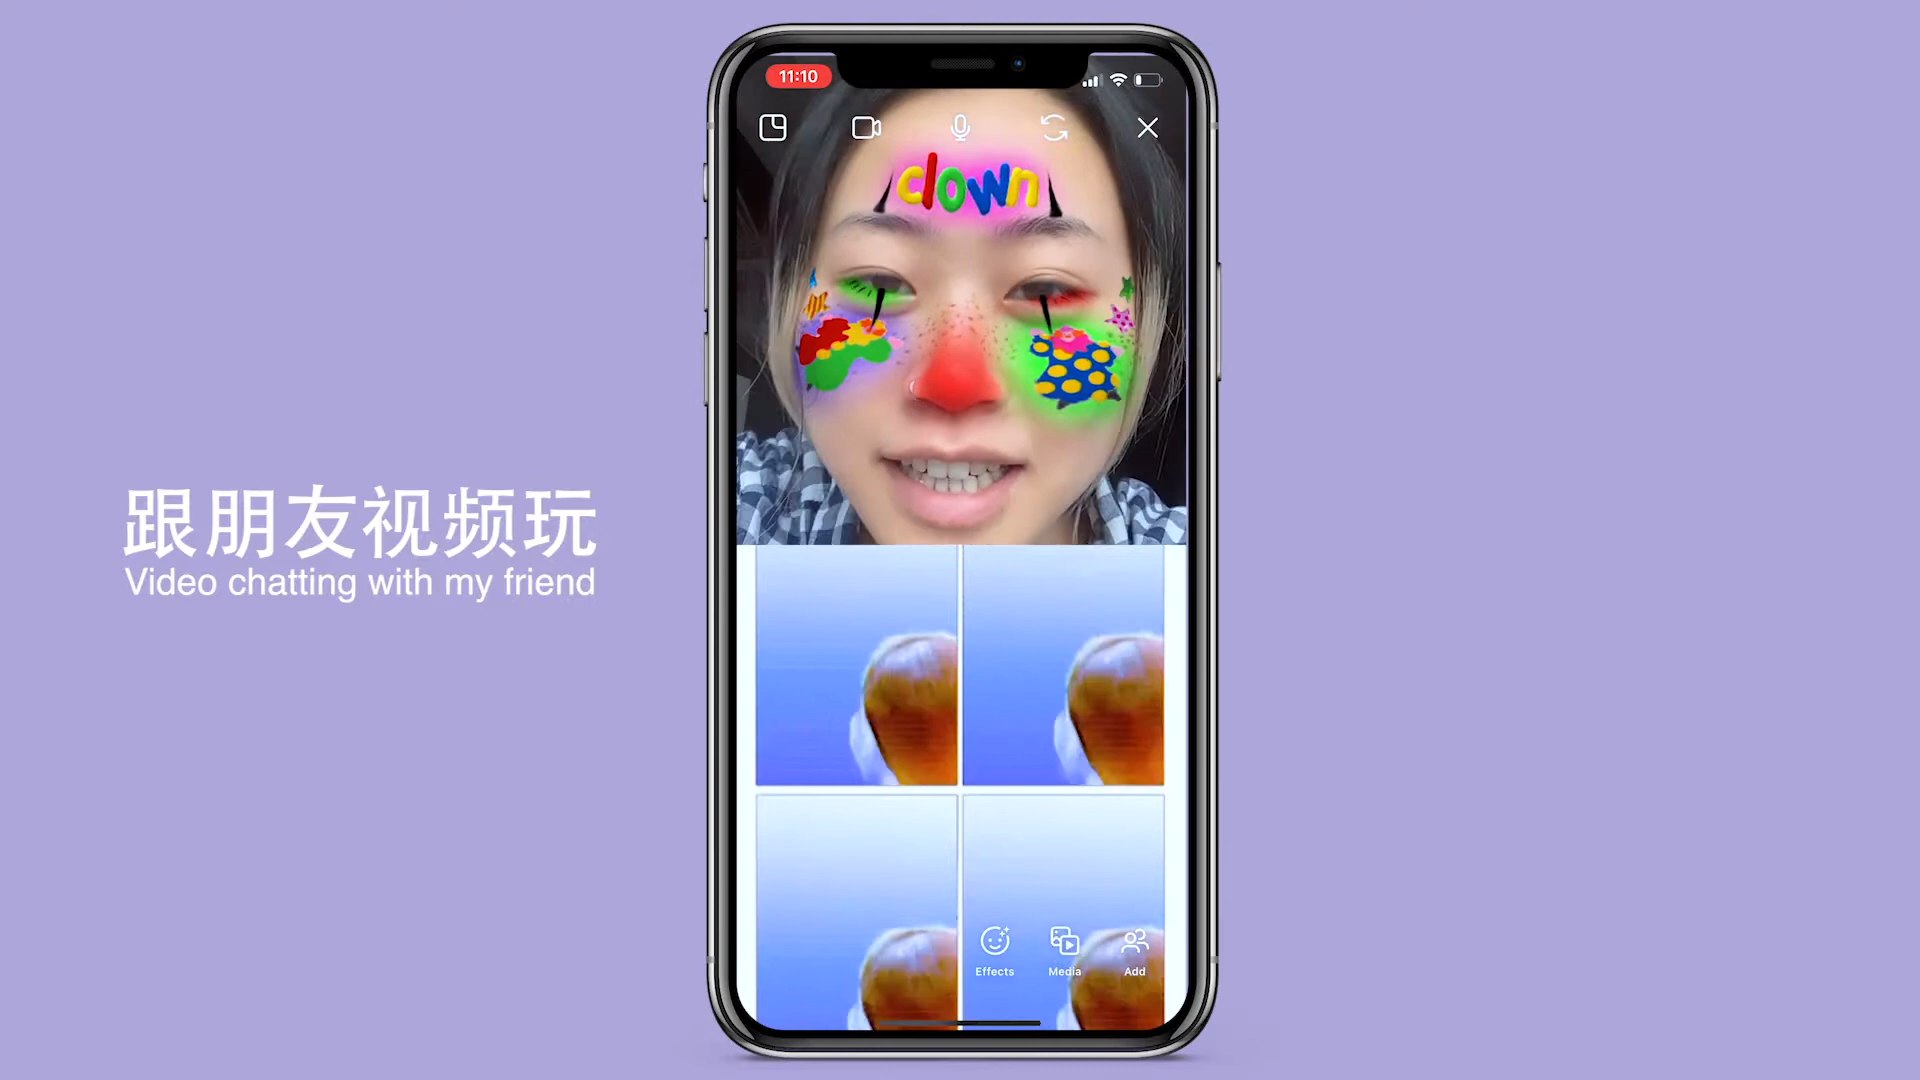 11:10
clown
跟朋友视频玩
Video chatting with my friend
Effects
Media
Add